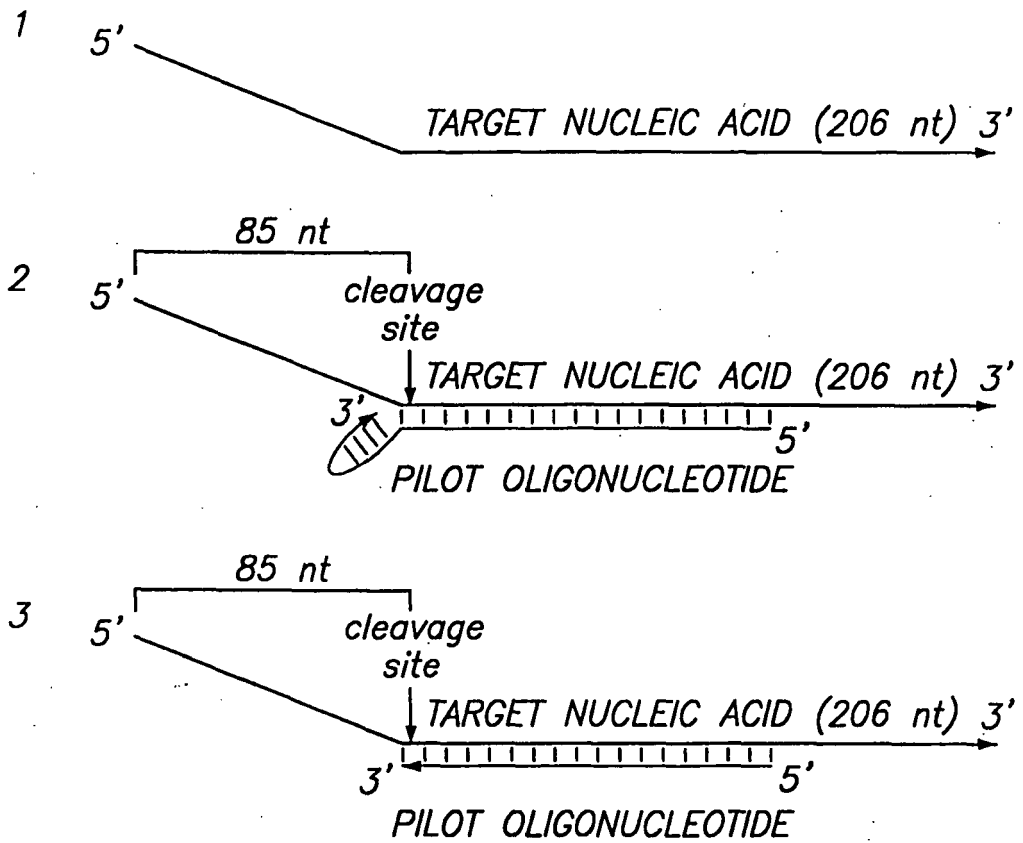 1
5'
TARGET NUCLEIC ACID (206 nt) 3'
85 nt
2
5'
cleavage
site
TARGET NUCLEIC ACID (206 nt) 3'
3'
5'
PILOT OLIGONUCLEOTIDE
85 nt
3
5'
cleavage
site
TARGET NUCLEIC ACID (206 nt) 3'
3'
5'
PILOT OLIGONUCLEOTIDE